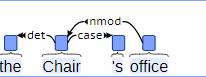 nmod
det case
the Chair 's office